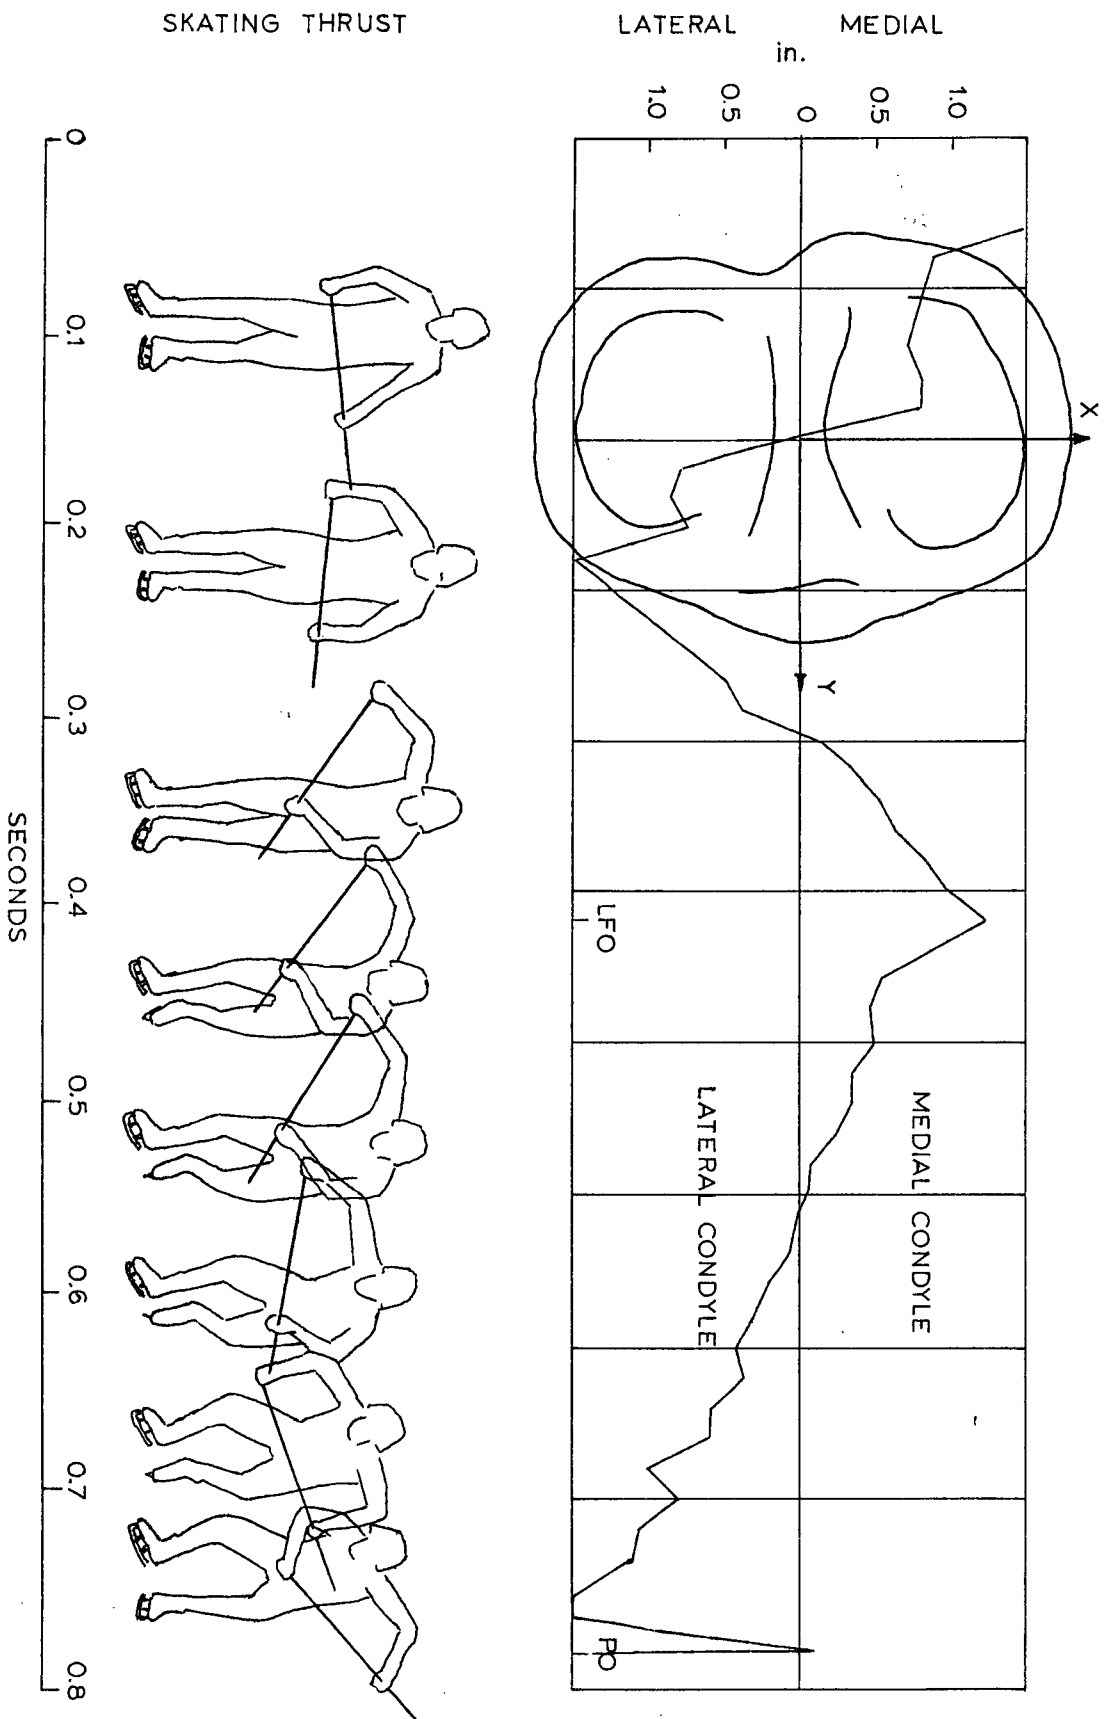 SKATING THRUST
LATERAL MEDIAL
in.
1.0 0.5 0 0.5 1.0
X
Y
LFO
PO
MEDIAL CONDYLE
LATERAL CONDYLE
0 0.1 0.2 0.3 0.4 0.5 0.6 0.7 0.8
SECONDS